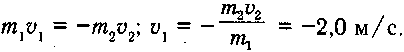 m₁v₁ = −m₂v₂; v₁ = −m₂v₂/m₁ = −2,0 м/с.